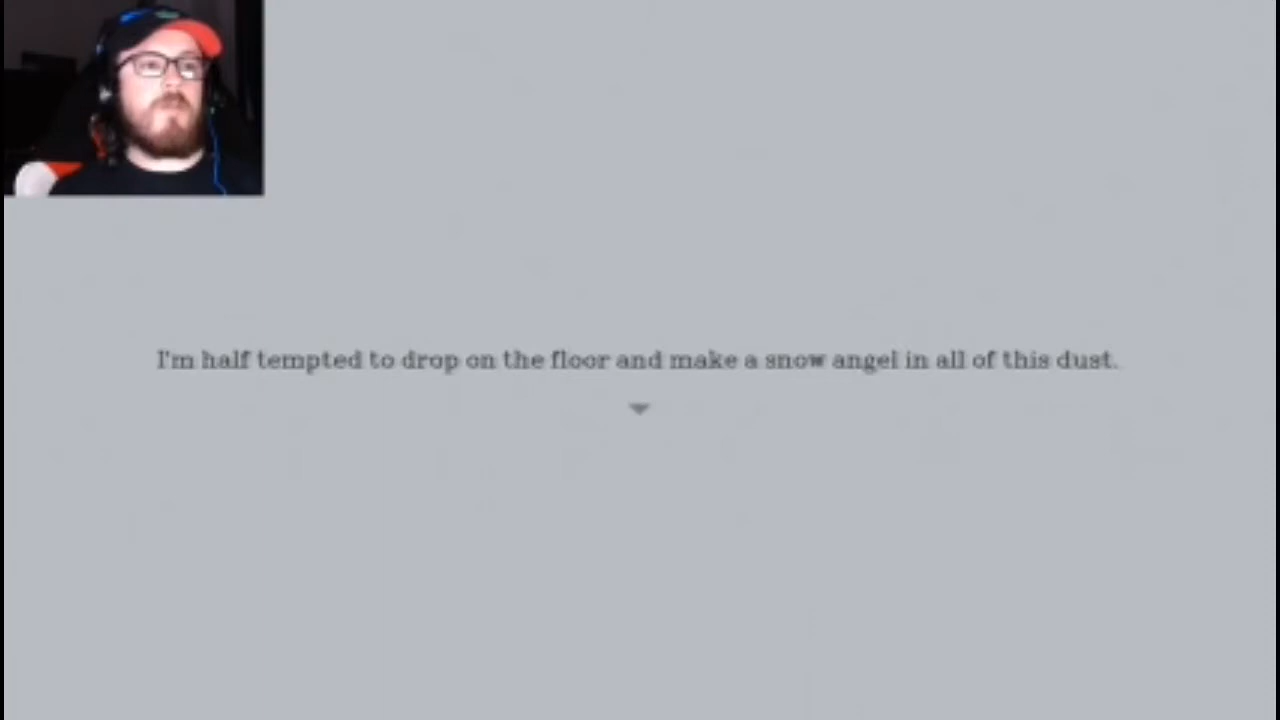 I'm half tempted to drop on the floor and make a snow angel in all of this dust.